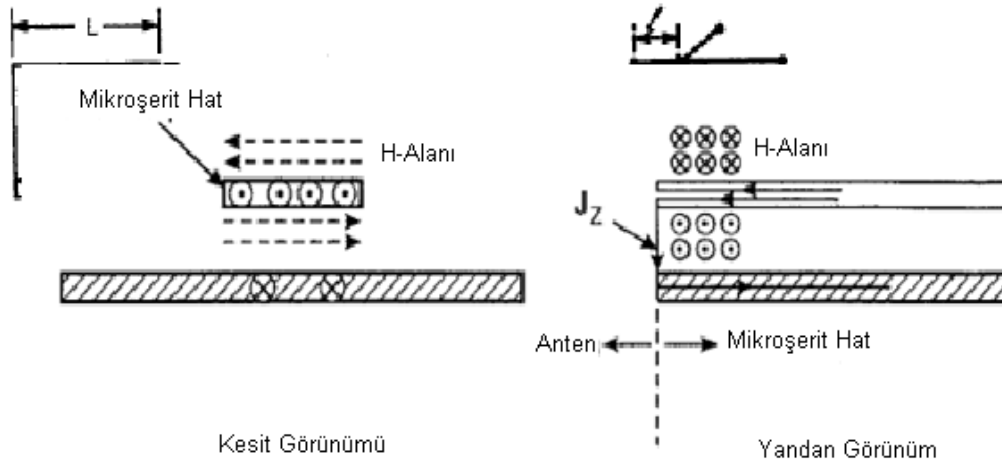 L
Mikroşerit Hat
H-Alanı
Kesit Görünümü
H-Alanı
J_Z
Anten
Mikroşerit Hat
Yandan Görünüm